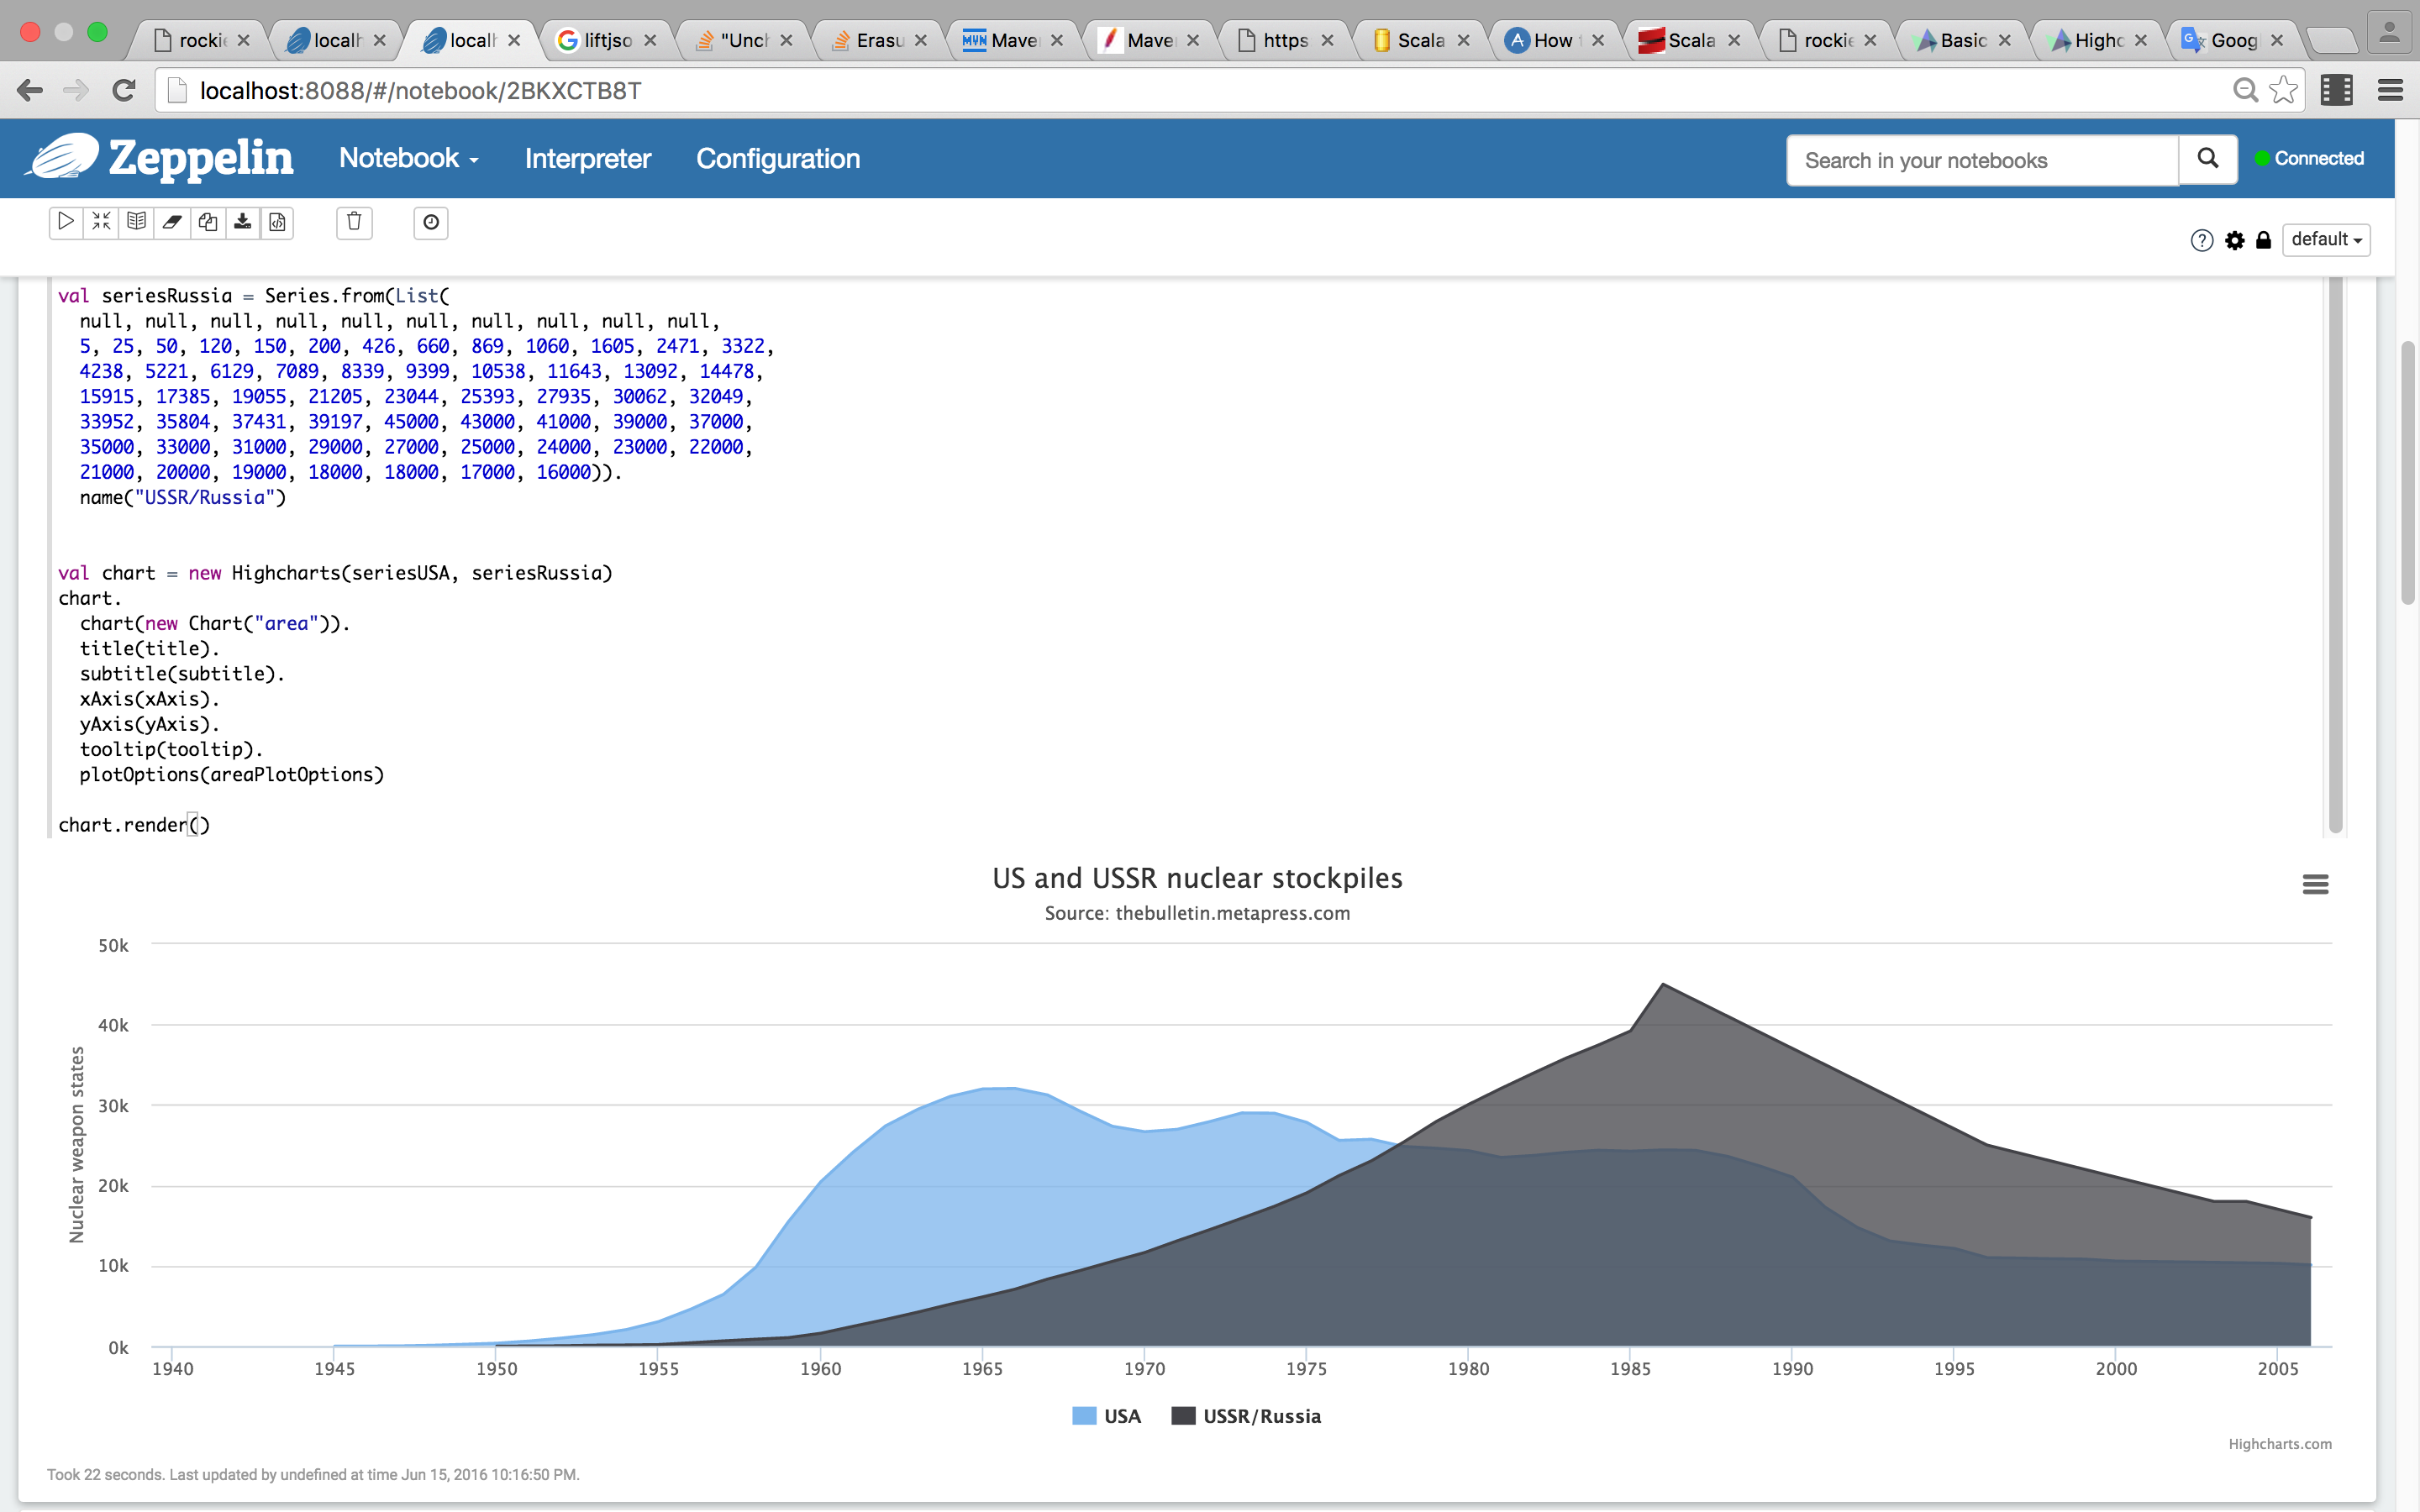 rockie
localh
localh
liftjso
"Unch
Erasu
Mave
Mave
https
Scala
How
Scala
rockie
Basic
Highc
Goog
localhost:8088/#/notebook/2BKXCTB8T
Zeppelin Notebook Interpreter Configuration Search in your notebooks Connected
default
val seriesRussia = Series.from(List(
null, null, null, null, null, null, null, null, null, null,
5, 25, 50, 120, 150, 200, 426, 660, 869, 1060, 1605, 2471, 3322,
4238, 5221, 6129, 7089, 8339, 9399, 10538, 11643, 13092, 14478,
15915, 17385, 19055, 21205, 23044, 25393, 27935, 30062, 32049,
33952, 35804, 37431, 39197, 45000, 43000, 41000, 39000, 37000,
35000, 33000, 31000, 29000, 27000, 25000, 24000, 23000, 22000,
21000, 20000, 19000, 18000, 18000, 17000, 16000)).
name("USSR/Russia")
val chart = new Highcharts(seriesUSA, seriesRussia)
chart.
chart(new Chart("area")).
title(title).
subtitle(subtitle).
xAxis(xAxis).
yAxis(yAxis).
tooltip(tooltip).
plotOptions(areaPlotOptions)
chart.render()
US and USSR nuclear stockpiles
Source: thebulletin.metapress.com
Nuclear weapon states
50k
40k
30k
20k
10k
0k
1940 1945 1950 1955 1960 1965 1970 1975 1980 1985 1990 1995 2000 2005
USA USSR/Russia
Highcharts.com
Took 22 seconds. Last updated by undefined at time Jun 15, 2016 10:16:50 PM.